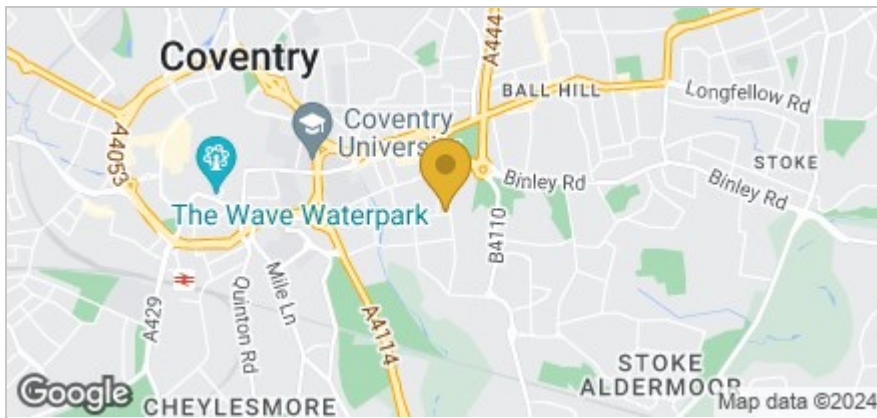 Coventry
A444
BALL HILL
Longfellow Rd
Coventry
University
A4053
STOKE
Binley Rd
Binley Rd
The Wave Waterpark
B4110
Mile Ln
A429
Quinton Rd
A4114
STOKE
ALDERMOOR
Google
CHEYLESMORE
Map data ©2024